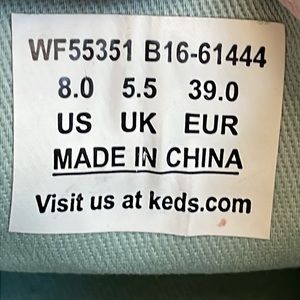 WF55351 B16-61444
8.0 5.5 39.0
US UK EUR
MADE IN CHINA
Visit us at keds.com